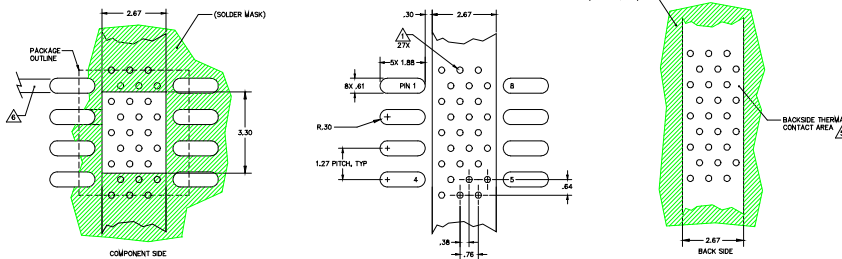 2.67
(SOLDER MASK)
PACKAGE
OUTLINE
6
3.30
COMPONENT SIDE
.30
2.67
1
27X
5X 1.88
8X .61
PIN 1
8
R.30
1.27 PITCH, TYP
4
5
.64
.38
.76
BACKSIDE THERMA
CONTACT AREA
2.67
BACK SIDE